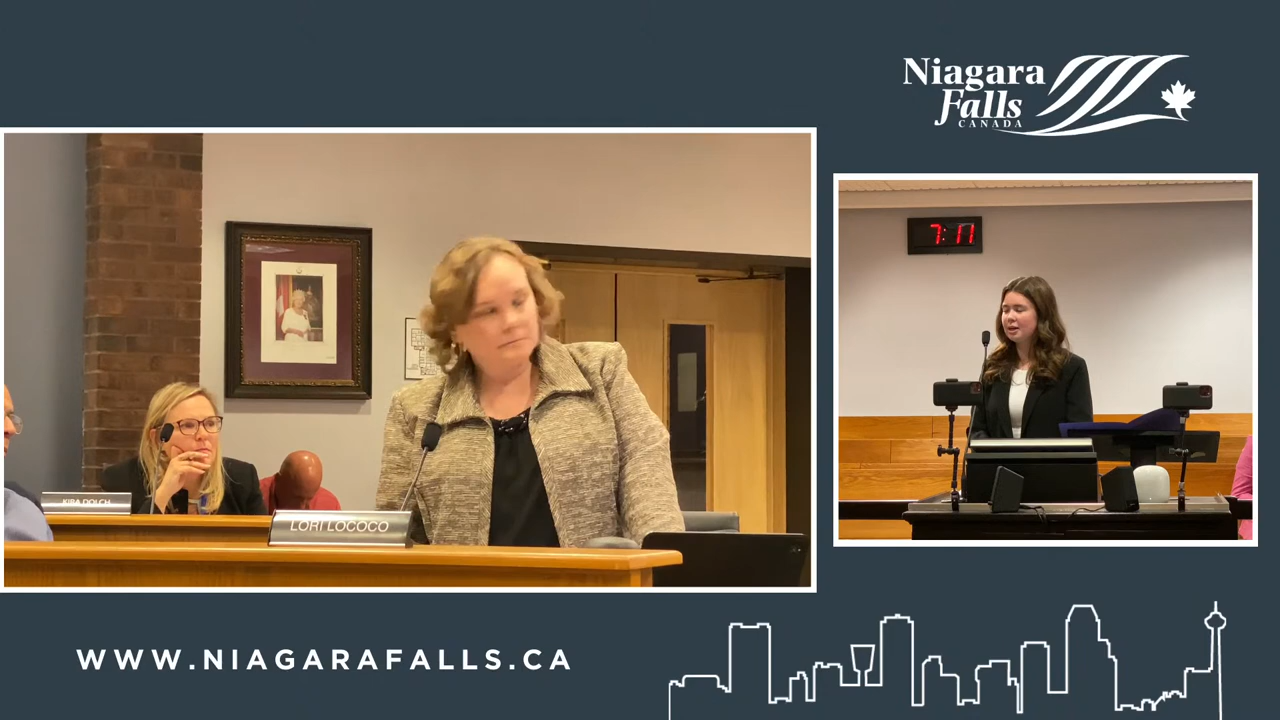 Niagara
Falls
CANADA
7:17
KIRA DOLCH
LORI LOCOCO
WWW.NIAGARAFALLS.CA